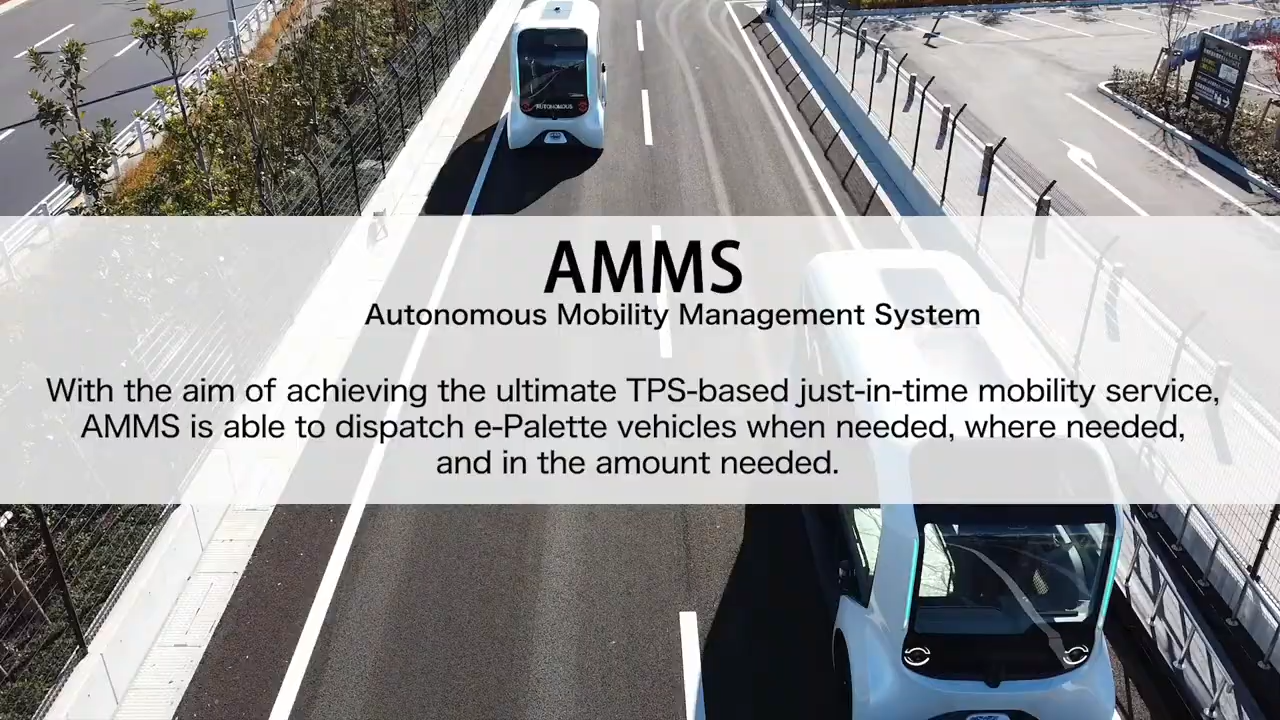 AUTONOMOUS
AMMS
Autonomous Mobility Management System
With the aim of achieving the ultimate TPS-based just-in-time mobility service,
AMMS is able to dispatch e-Palette vehicles when needed, where needed,
and in the amount needed.